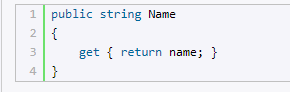 1 public string Name
2 {
3     get { return name; }
4 }